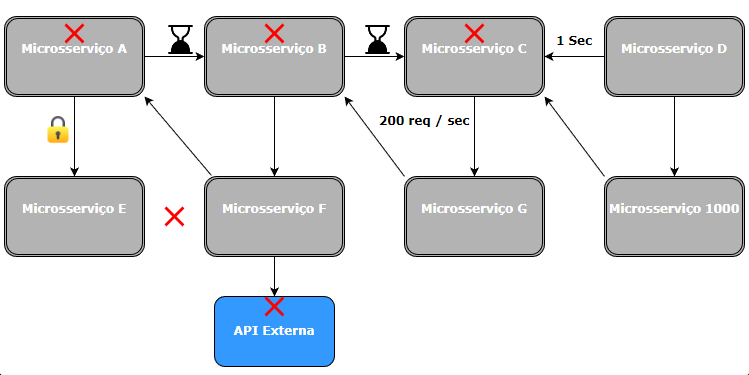 Microsserviço A
Microsserviço B
Microsserviço C
1 Sec
Microsserviço D
200 req / sec
Microsserviço E
Microsserviço F
Microsserviço G
Microsserviço 1000
API Externa